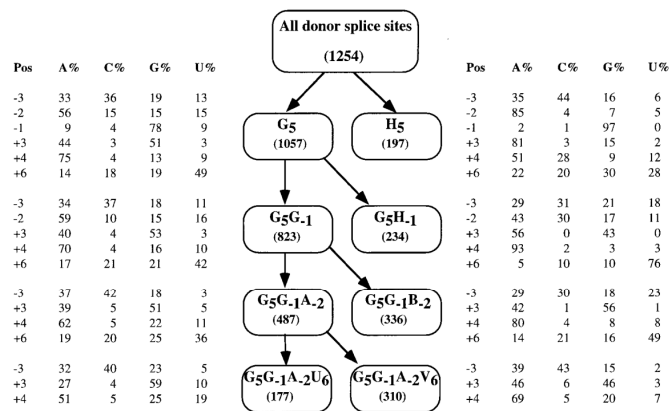 All donor splice sites
(1254)
Pos A% C% G% U%
-3 33 36 19 13
-2 56 15 15 15
-1 9 4 78 9
+3 44 3 51 3
+4 75 4 13 9
+6 14 18 19 49
-3 34 37 18 11
-2 59 10 15 16
+3 40 4 53 3
+4 70 4 16 10
+6 17 21 21 42
-3 37 42 18 3
+3 39 5 51 5
+4 62 5 22 11
+6 19 20 25 36
-3 32 40 23 5
+3 27 4 59 10
+4 51 5 25 19
G5
(1057)
H5
(197)
G5G-1
(823)
G5H-1
(234)
G5G-1A-2
(487)
G5G-1B-2
(336)
G5G-1A-2U6
(177)
G5G-1A-2V6
(310)
Pos A% C% G% U%
-3 35 44 16 6
-2 85 4 7 5
-1 2 1 97 0
+3 81 3 15 2
+4 51 28 9 12
+6 22 20 30 28
-3 29 31 21 18
-2 43 30 17 11
+3 56 0 43 0
+4 93 2 3 3
+6 5 10 10 76
-3 29 30 18 23
+3 42 1 56 1
+4 80 4 8 8
+6 14 21 16 49
-3 39 43 15 2
+3 46 6 46 3
+4 69 5 20 7